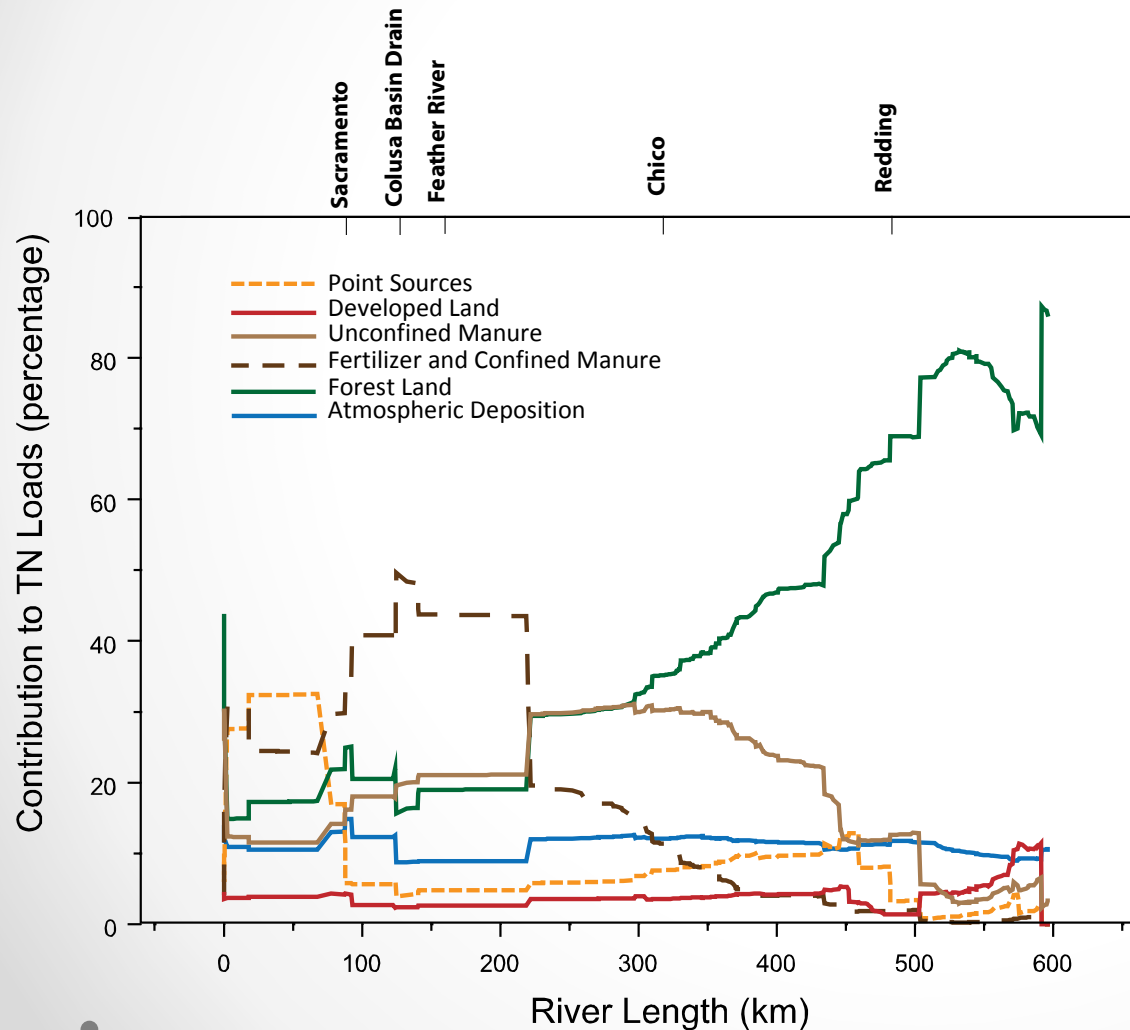 Sacramento
Colusa Basin Drain
Feather River
Chico
Redding
Contribution to TN Loads (percentage)
100
80
60
40
20
0
Point Sources
Developed Land
Unconfined Manure
Fertilizer and Confined Manure
Forest Land
Atmospheric Deposition
0 100 200 300 400 500 600
River Length (km)